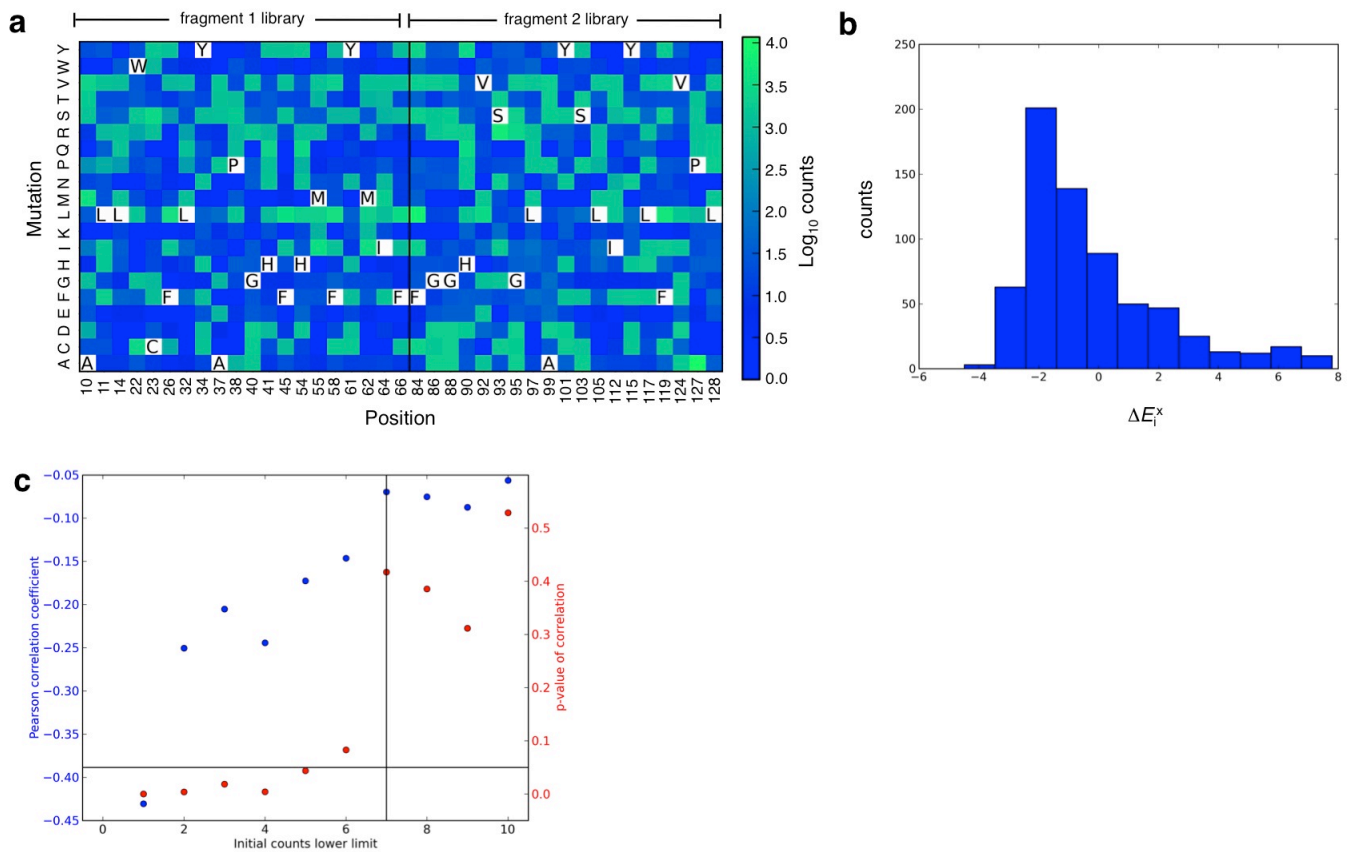 a
fragment 1 library
fragment 2 library
Mutation
A C D E F G H I K L M N P Q R S T V W Y
Y Y Y Y
W
V V
S S
P P
M M
L L L L L L L
I I
H H H
G G G G
F F F F F F
C
A A A
10 11 14 22 23 26 32 34 37 38 40 41 45 54 55 58 61 62 64 66 84 86 88 90 92 93 95 97 99 101 103 105 112 115 117 119 124 127 128
Position
4.0
3.5
3.0
2.5
2.0
1.5
1.0
0.5
0.0
Log₁₀ counts
b
250
200
150
100
50
0
counts
−6 −4 −2 0 2 4 6 8
ΔEᵢˣ
c
−0.05
−0.10
−0.15
−0.20
−0.25
−0.30
−0.35
−0.40
−0.45
Pearson correlation coefficient
0.5
0.4
0.3
0.2
0.1
0.0
p-value of correlation
0 2 4 6 8 10
Initial counts lower limit